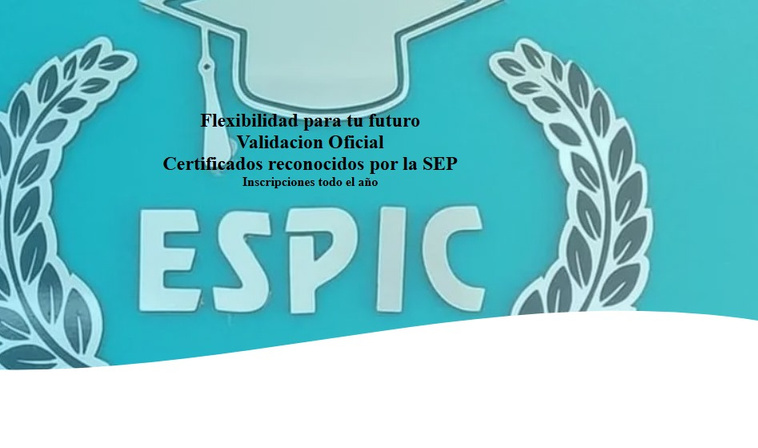 Flexibilidad para tu futuro
Validacion Oficial
Certificados reconocidos por la SEP
Inscripciones todo el año
ESPIC